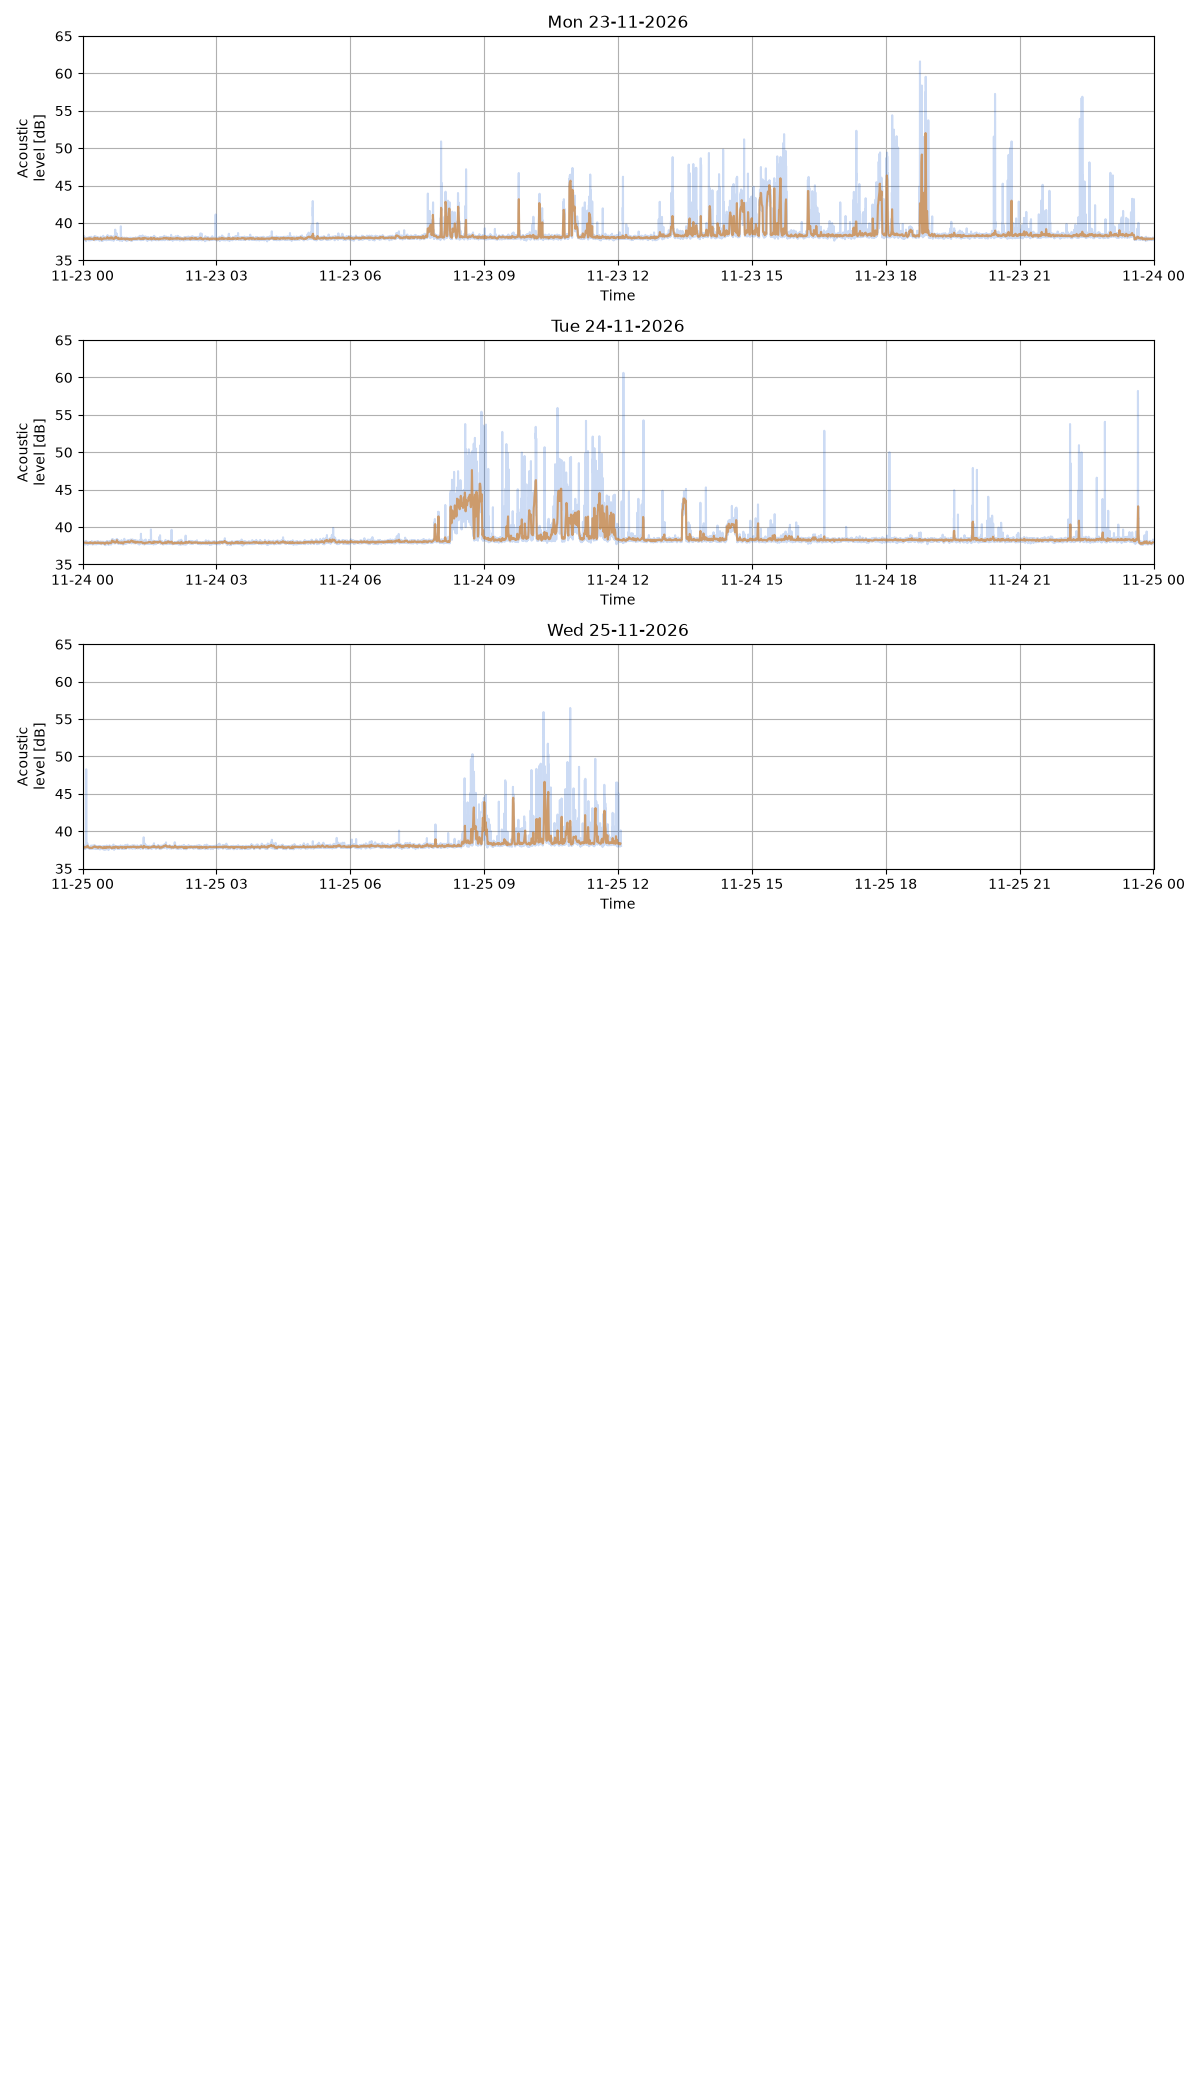 Mon 23-11-2026
65
60
55
50
45
40
35
Acoustic
level [dB]
11-23 00 11-23 03 11-23 06 11-23 09 11-23 12 11-23 15 11-23 18 11-23 21 11-24 00
Time
Tue 24-11-2026
65
60
55
50
45
40
35
Acoustic
level [dB]
11-24 00 11-24 03 11-24 06 11-24 09 11-24 12 11-24 15 11-24 18 11-24 21 11-25 00
Time
Wed 25-11-2026
65
60
55
50
45
40
35
Acoustic
level [dB]
11-25 00 11-25 03 11-25 06 11-25 09 11-25 12 11-25 15 11-25 18 11-25 21 11-26 00
Time